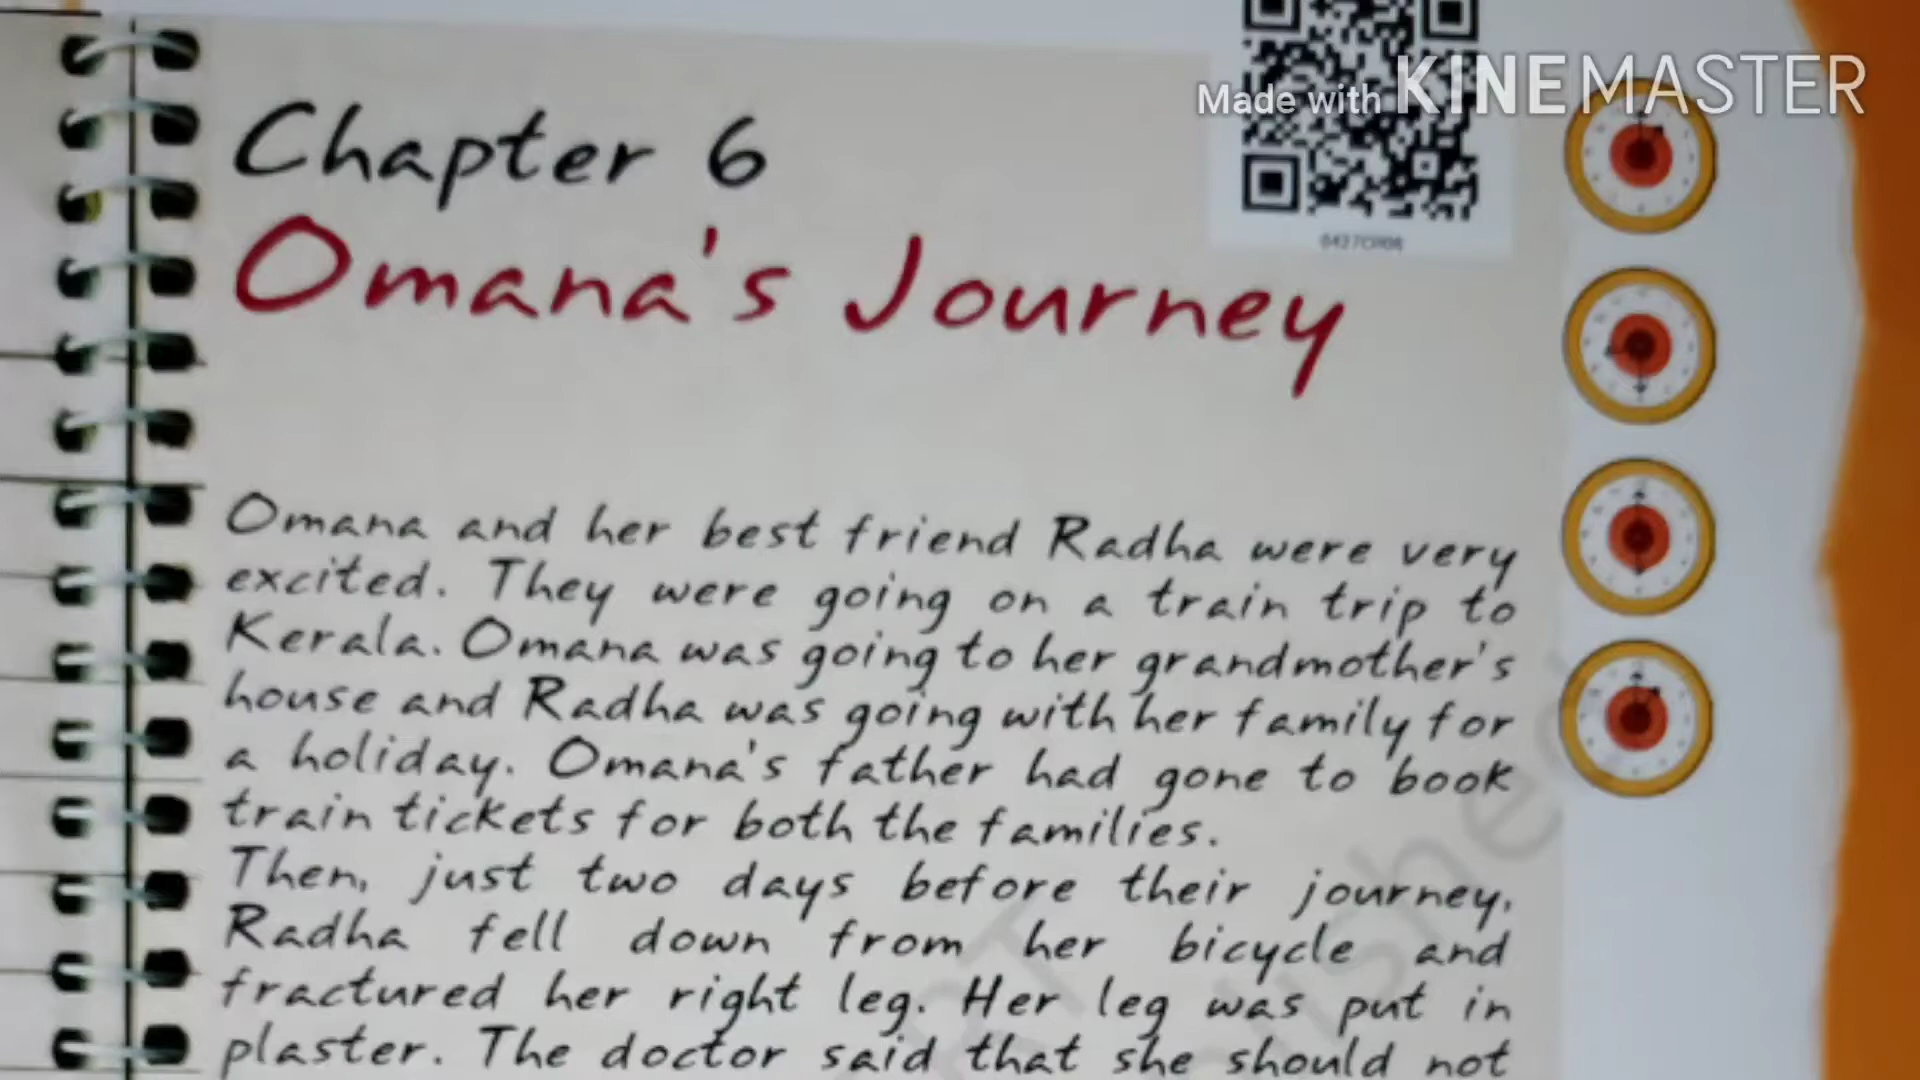 Made with KINEMASTER
Chapter 6
Omana's Journey
Omana and her best friend Radha were very
excited. They were going on a train trip to
Kerala. Omana was going to her grandmother's
house and Radha was going with her family for
a holiday. Omana's father had gone to book
train tickets for both the families.
Then, just two days before their journey,
Radha fell down from her bicycle and
fractured her right leg. Her leg was put in
plaster. The doctor said that she should not